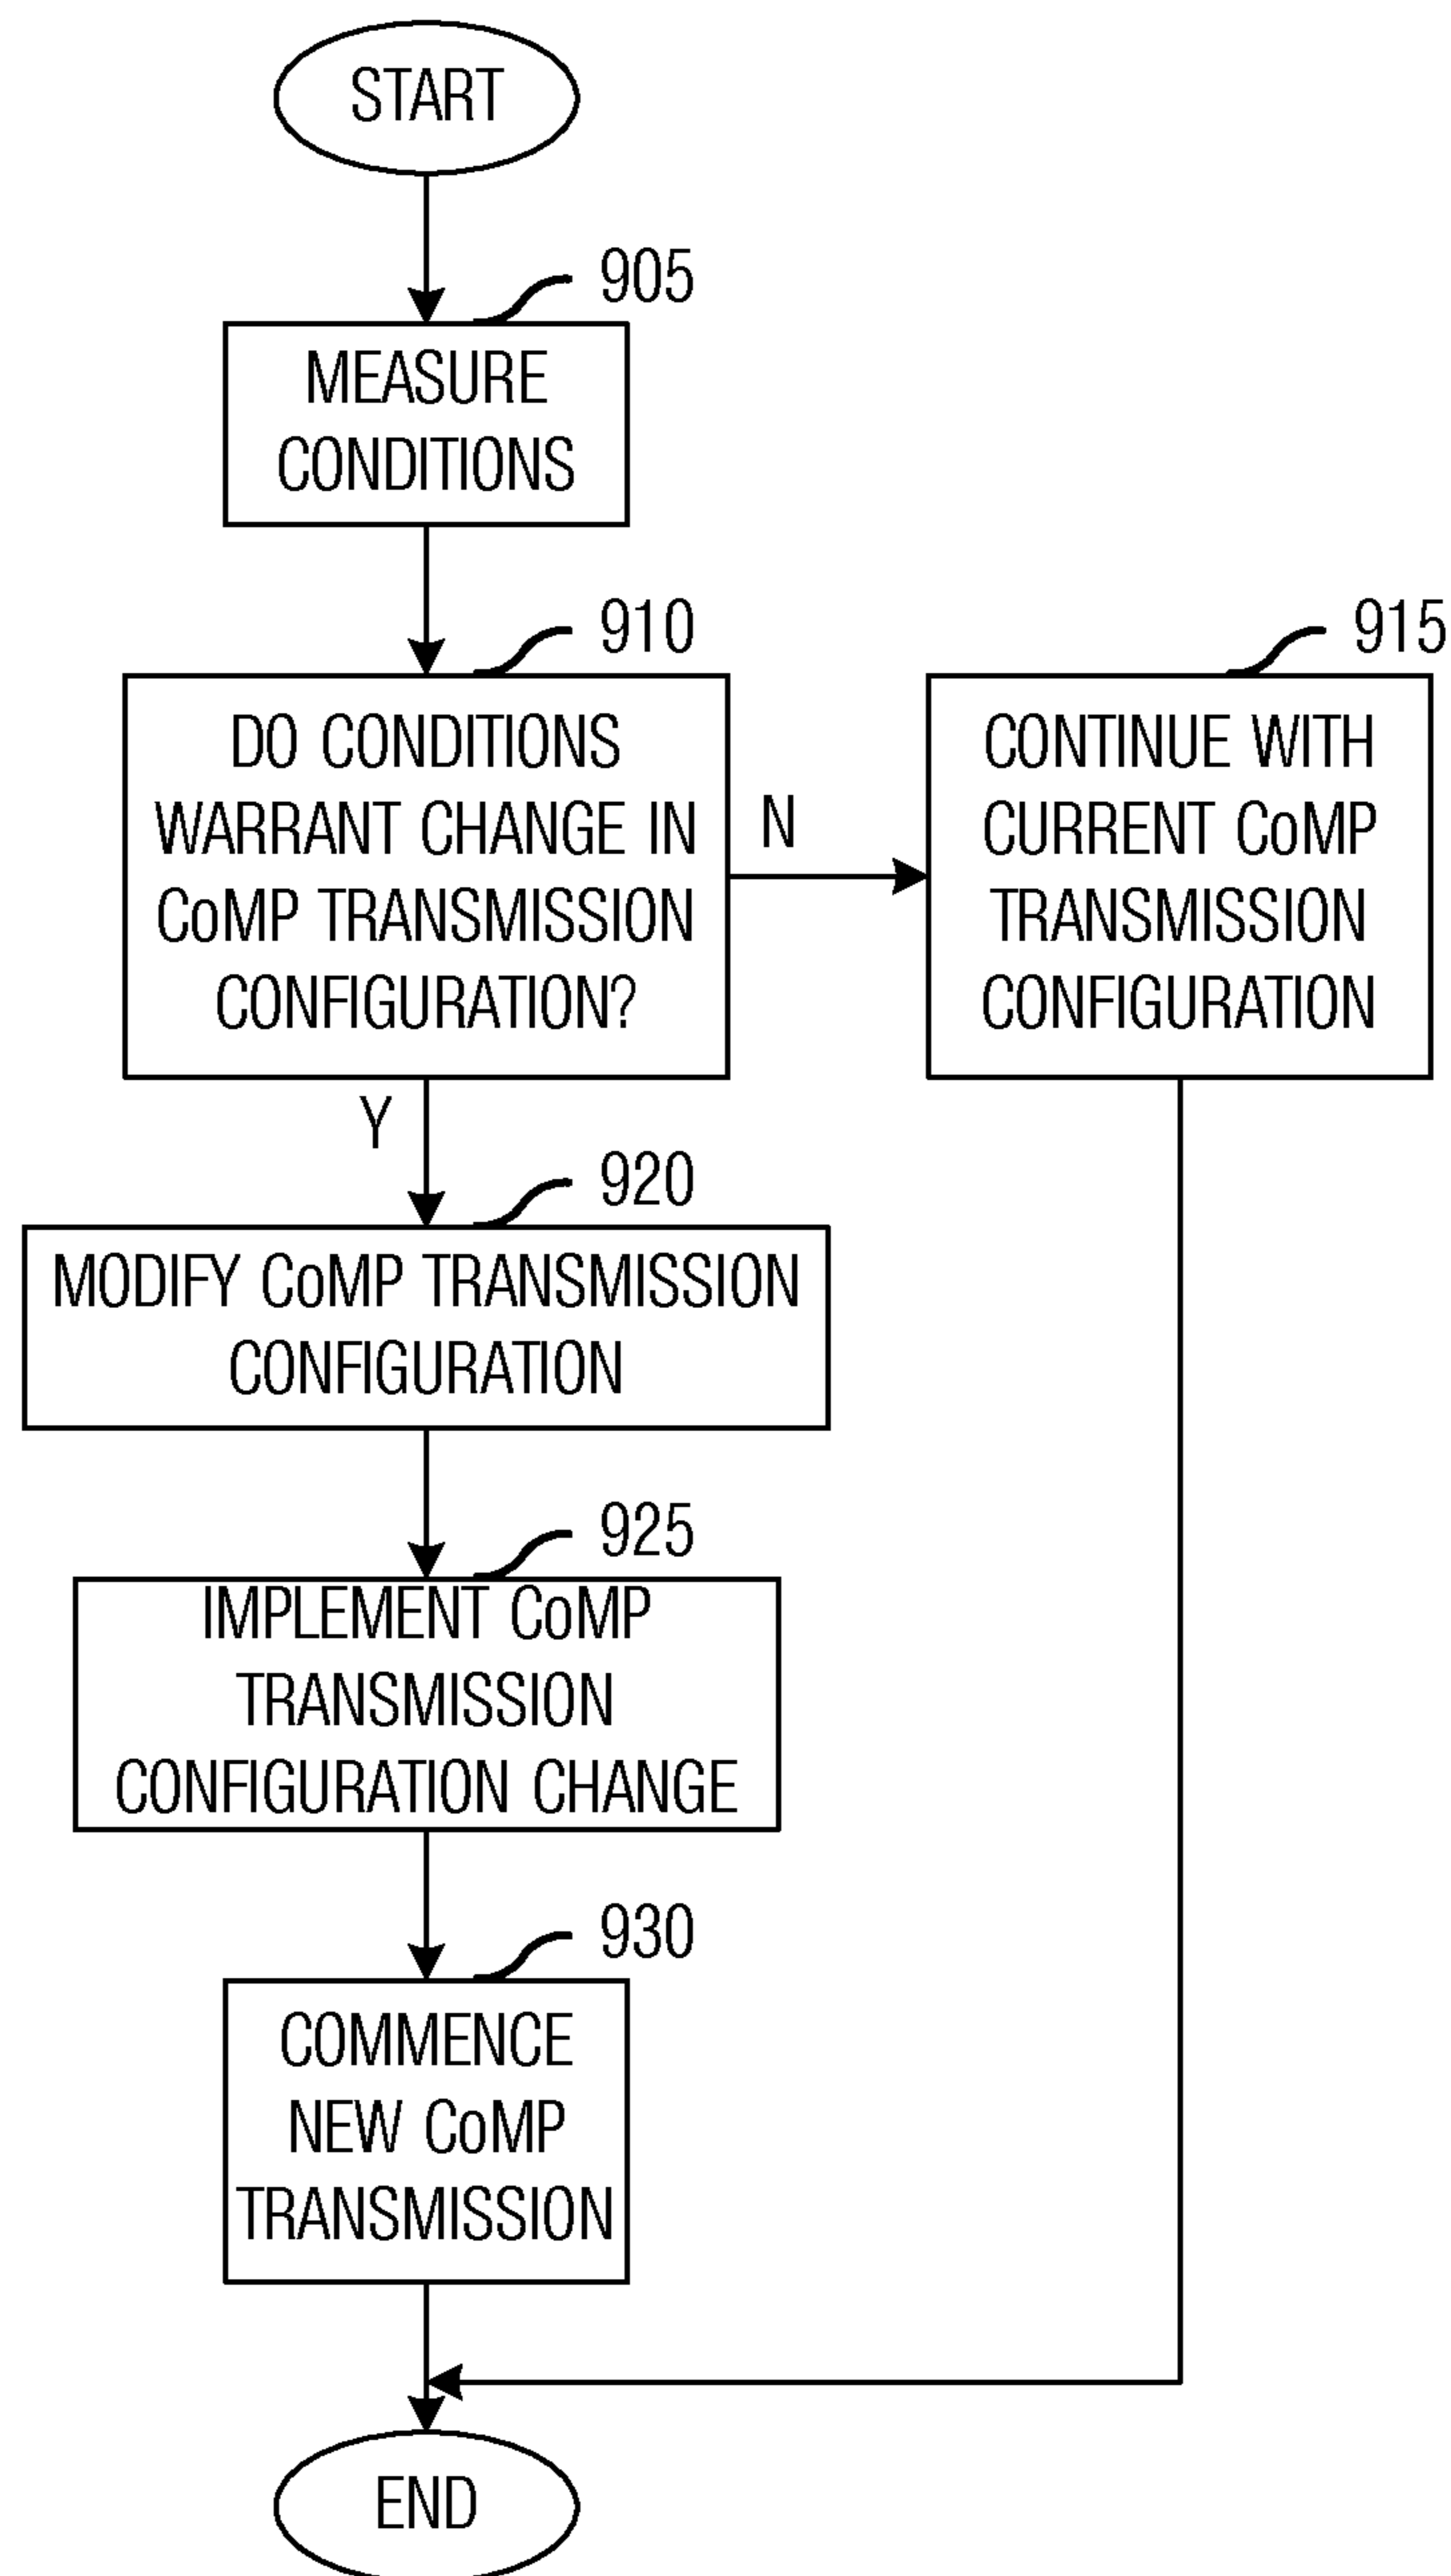 START
905
MEASURE
CONDITIONS
910
DO CONDITIONS
WARRANT CHANGE IN
CoMP TRANSMISSION
CONFIGURATION?
N
915
CONTINUE WITH
CURRENT CoMP
TRANSMISSION
CONFIGURATION
Y
920
MODIFY CoMP TRANSMISSION
CONFIGURATION
925
IMPLEMENT CoMP
TRANSMISSION
CONFIGURATION CHANGE
930
COMMENCE
NEW CoMP
TRANSMISSION
END